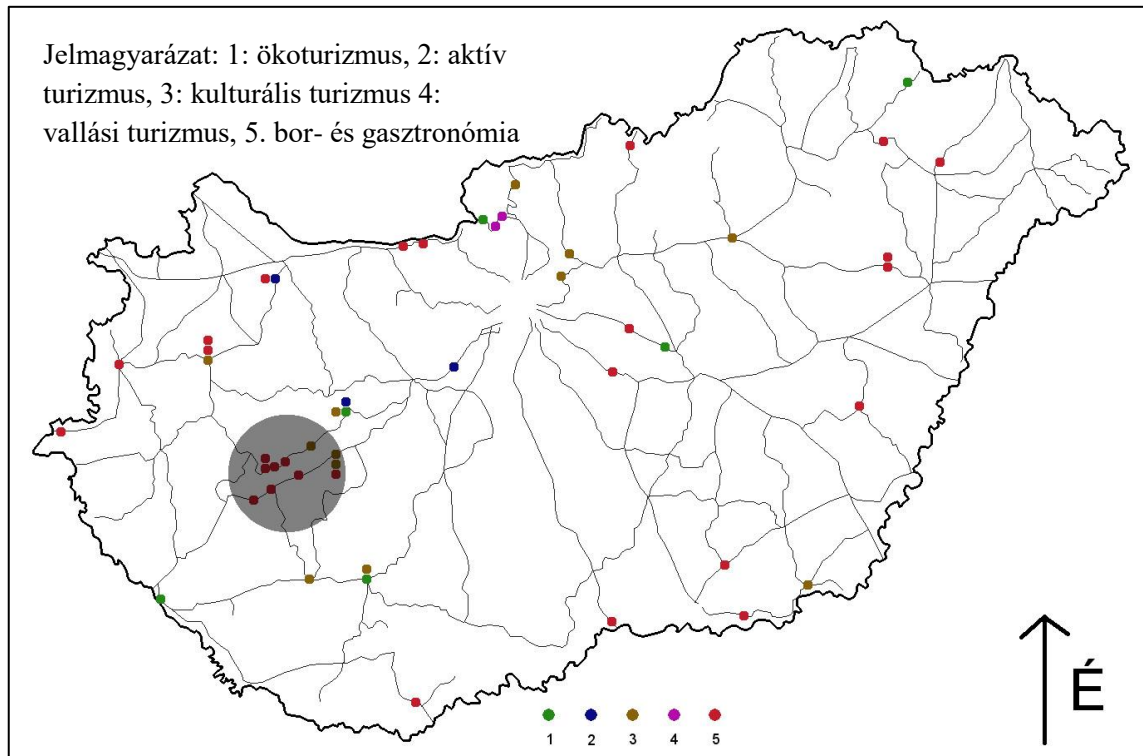 Jelmagyarázat: 1: ökoturizmus, 2: aktív
turizmus, 3: kulturális turizmus 4:
vallási turizmus, 5. bor- és gasztronómia
É
1 2 3 4 5